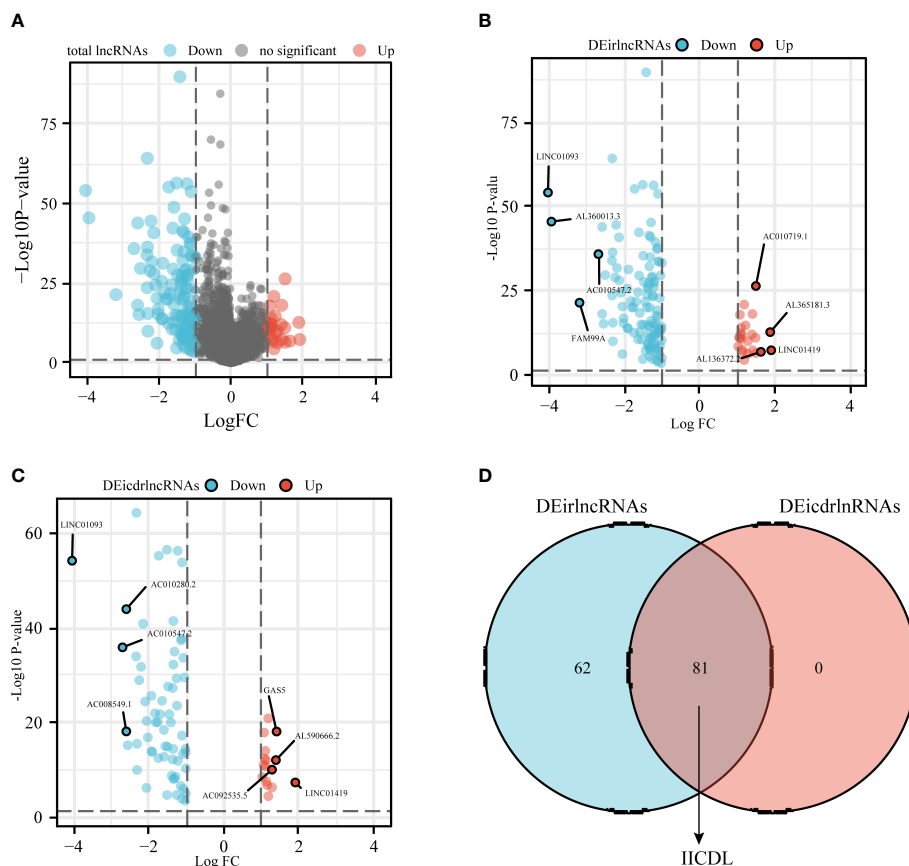 A
total lncRNAs Down no significant Up
−Log10P−value
75
50
25
0
−4 −2 0 2 4
LogFC
B
DEirlncRNAs Down Up
-Log10 P-valu
75
50
25
0
LINC01093
AL360013.3
AC010547.2
FAM99A
AC010719.1
AL365181.3
AL136372.2
LINC01419
−4 −2 0 2 4
Log FC
C
DEicdrlncRNAs Down Up
-Log10 P-value
60
40
20
0
LINC01093
AC010280.2
AC010547.2
AC008549.1
GAS5
AL590666.2
AC092535.5
LINC01419
−4 −2 0 2 4
Log FC
D
DEirlncRNAs
DEicdrlnRNAs
62 81 0
IICDL